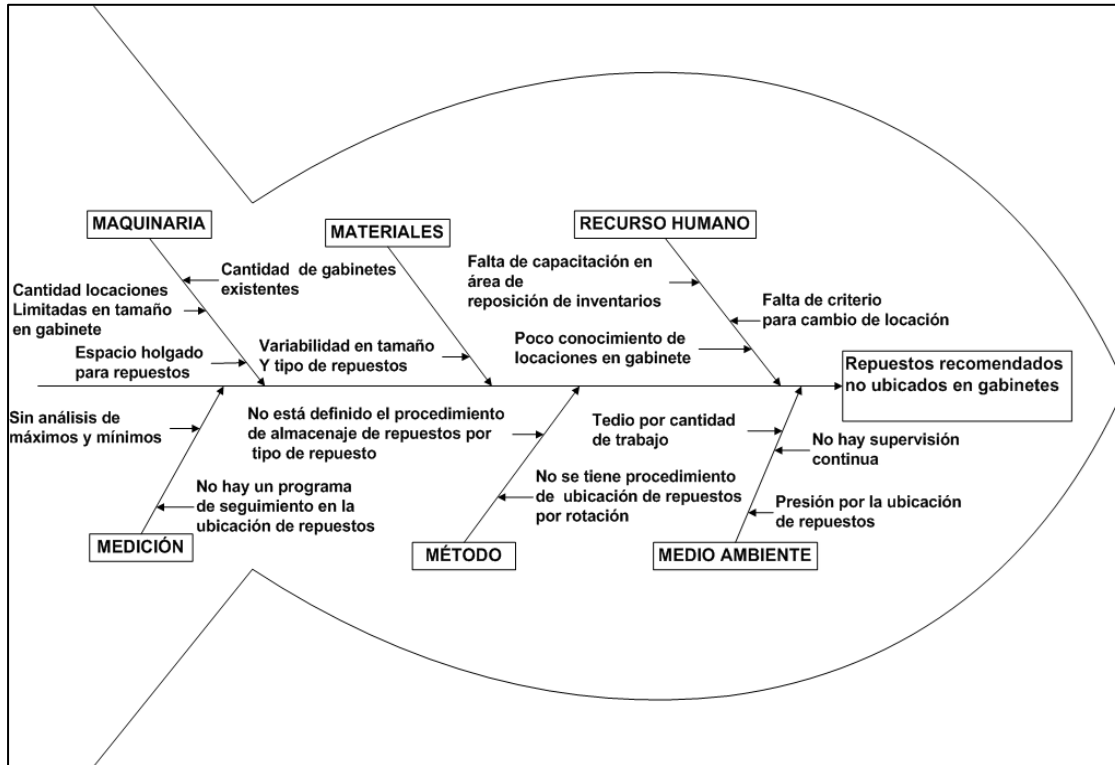 MAQUINARIA
MATERIALES
RECURSO HUMANO
Cantidad de gabinetes
existentes
Cantidad locaciones
Limitadas en tamaño
en gabinete
Espacio holgado
para repuestos
Variabilidad en tamaño
Y tipo de repuestos
Falta de capacitación en
área de
reposición de inventarios
Falta de criterio
para cambio de locación
Poco conocimiento de
locaciones en gabinete
Repuestos recomendados
no ubicados en gabinetes
Sin análisis de
máximos y mínimos
No hay un programa
de seguimiento en la
ubicación de repuestos
No está definido el procedimiento
de almacenaje de repuestos por
tipo de repuesto
No se tiene procedimiento
de ubicación de repuestos
por rotación
Tedio por cantidad
de trabajo
No hay supervisión
continua
Presión por la ubicación
de repuestos
MEDICIÓN
MÉTODO
MEDIO AMBIENTE